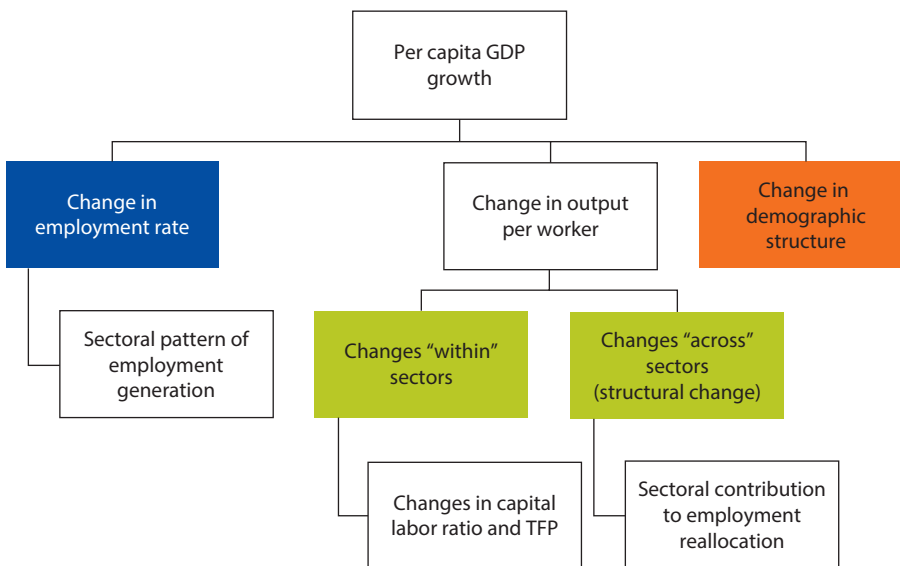 Per capita GDP
growth
Change in
employment rate
Change in output
per worker
Change in
demographic
structure
Sectoral pattern of
employment
generation
Changes “within”
sectors
Changes “across”
sectors
(structural change)
Changes in capital
labor ratio and TFP
Sectoral contribution
to employment
reallocation